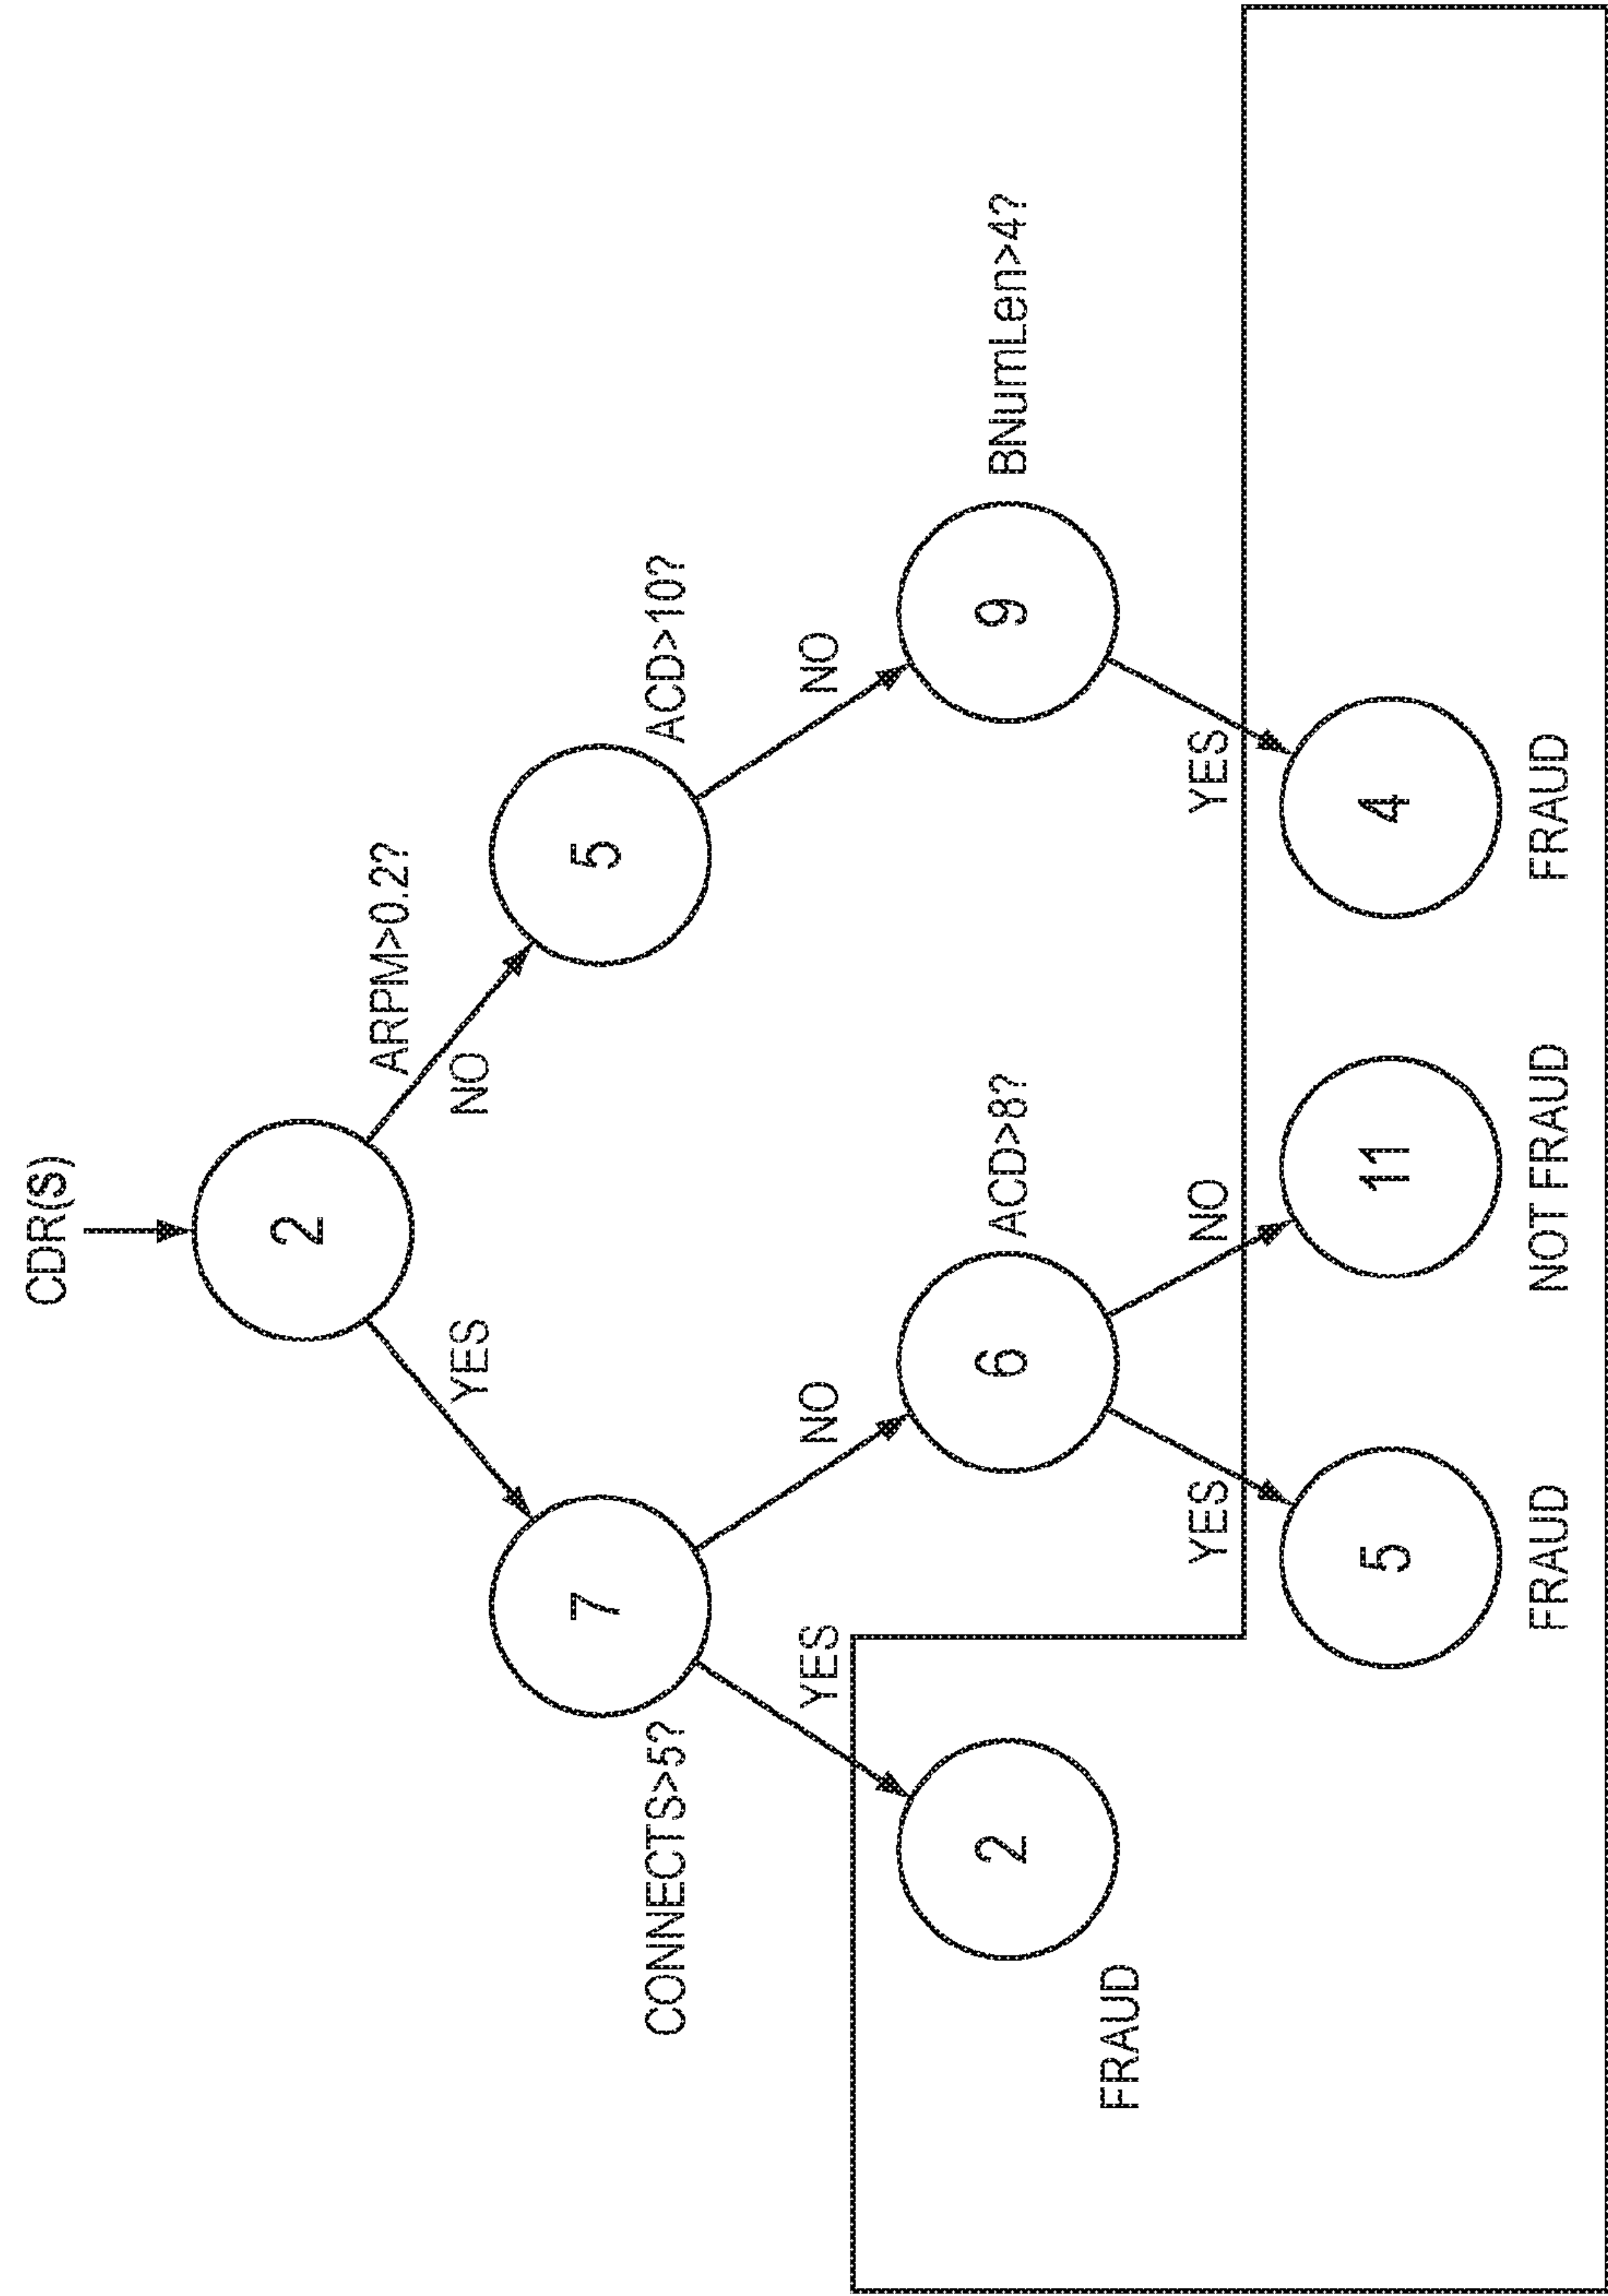 CDR(S)
2
ARPM>0.2?
YES
NO
7
5
CONNECTS>5?
ACD>10?
YES
NO
NO
2
6
9
ACD>8?
BNumLen>4?
FRAUD
YES
NO
YES
5
11
4
FRAUD
NOT FRAUD
FRAUD